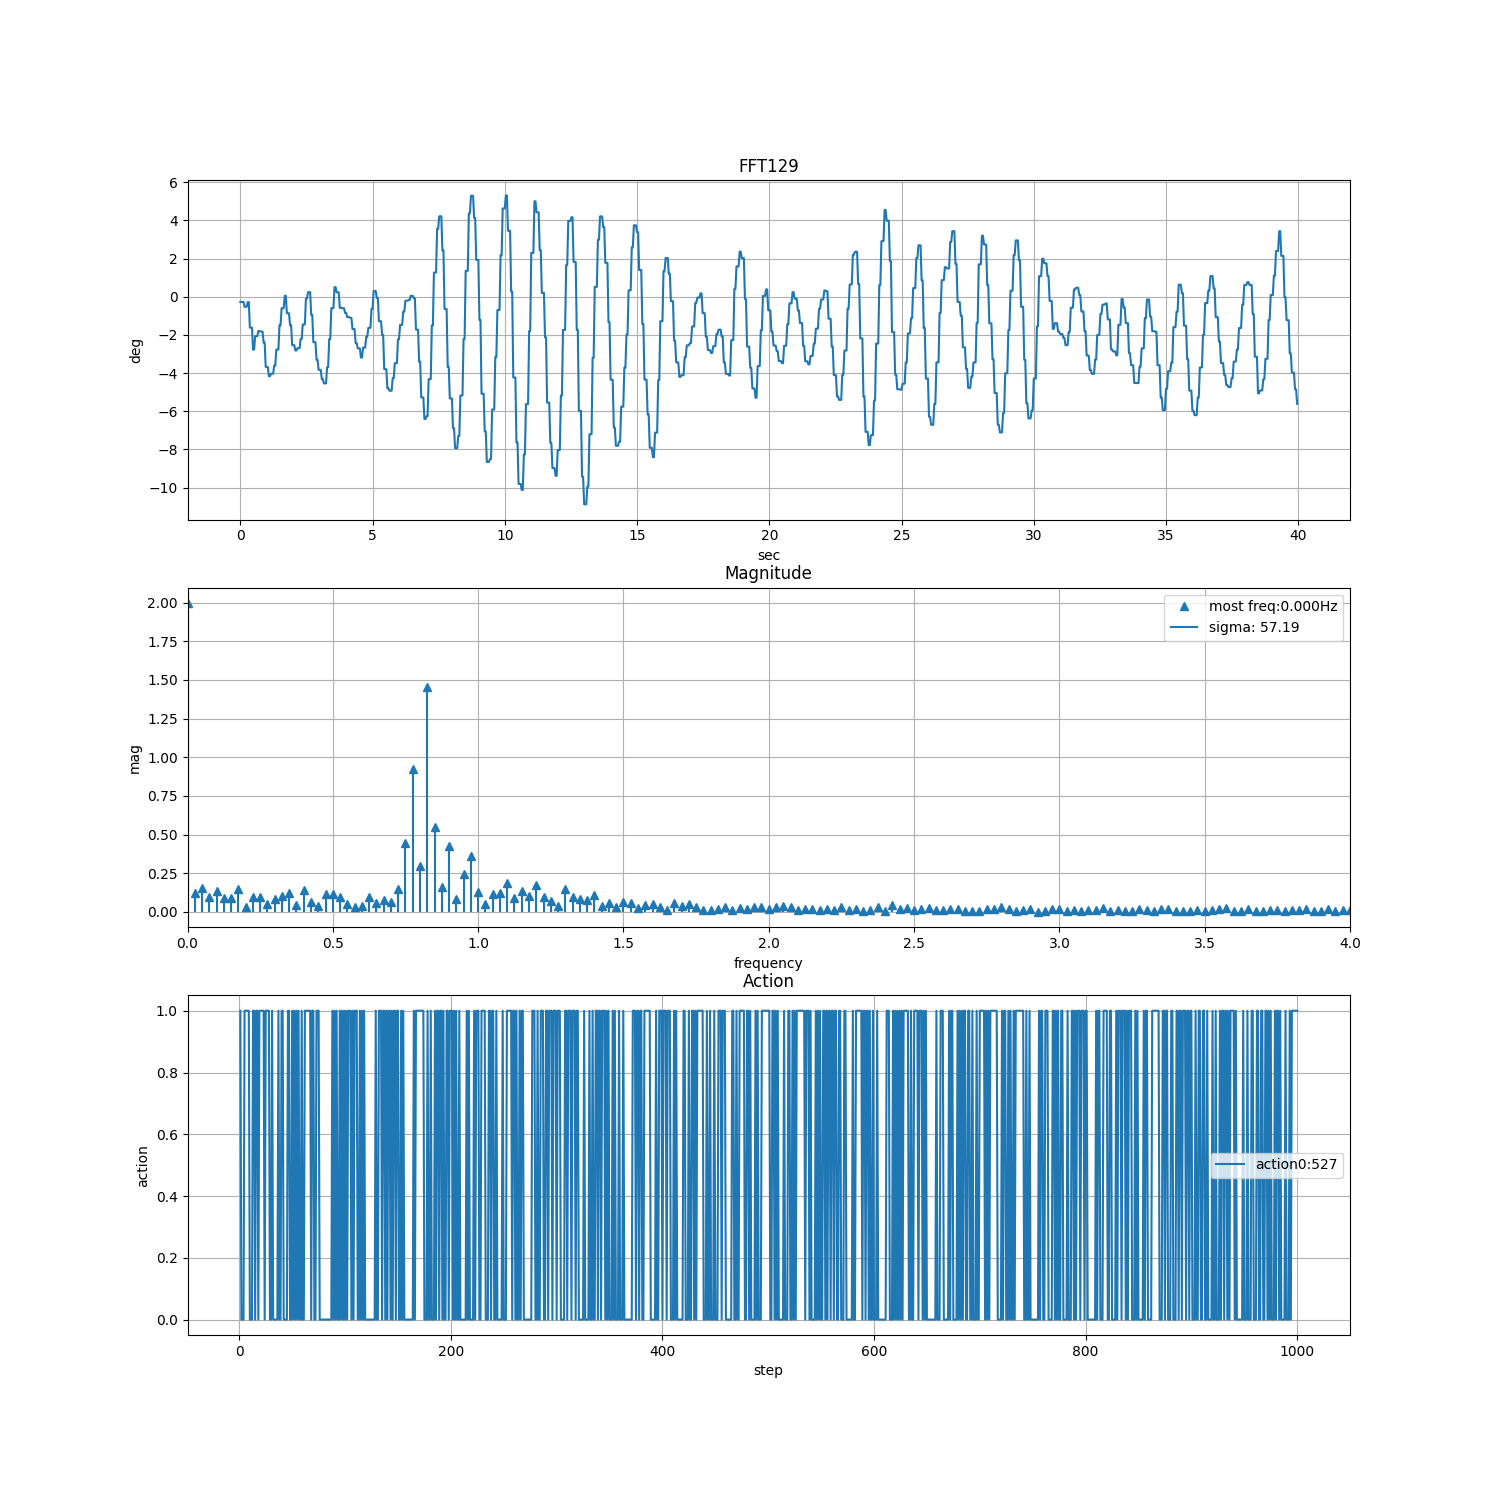 FFT129
6
4
2
0
−2
−4
−6
−8
−10
deg
0 5 10 15 20 25 30 35 40
sec
Magnitude
2.00
1.75
1.50
1.25
1.00
0.75
0.50
0.25
0.00
mag
most freq:0.000Hz
sigma: 57.19
0.0 0.5 1.0 1.5 2.0 2.5 3.0 3.5 4.0
frequency
Action
1.0
0.8
0.6
0.4
0.2
0.0
action
action0:527
0 200 400 600 800 1000
step